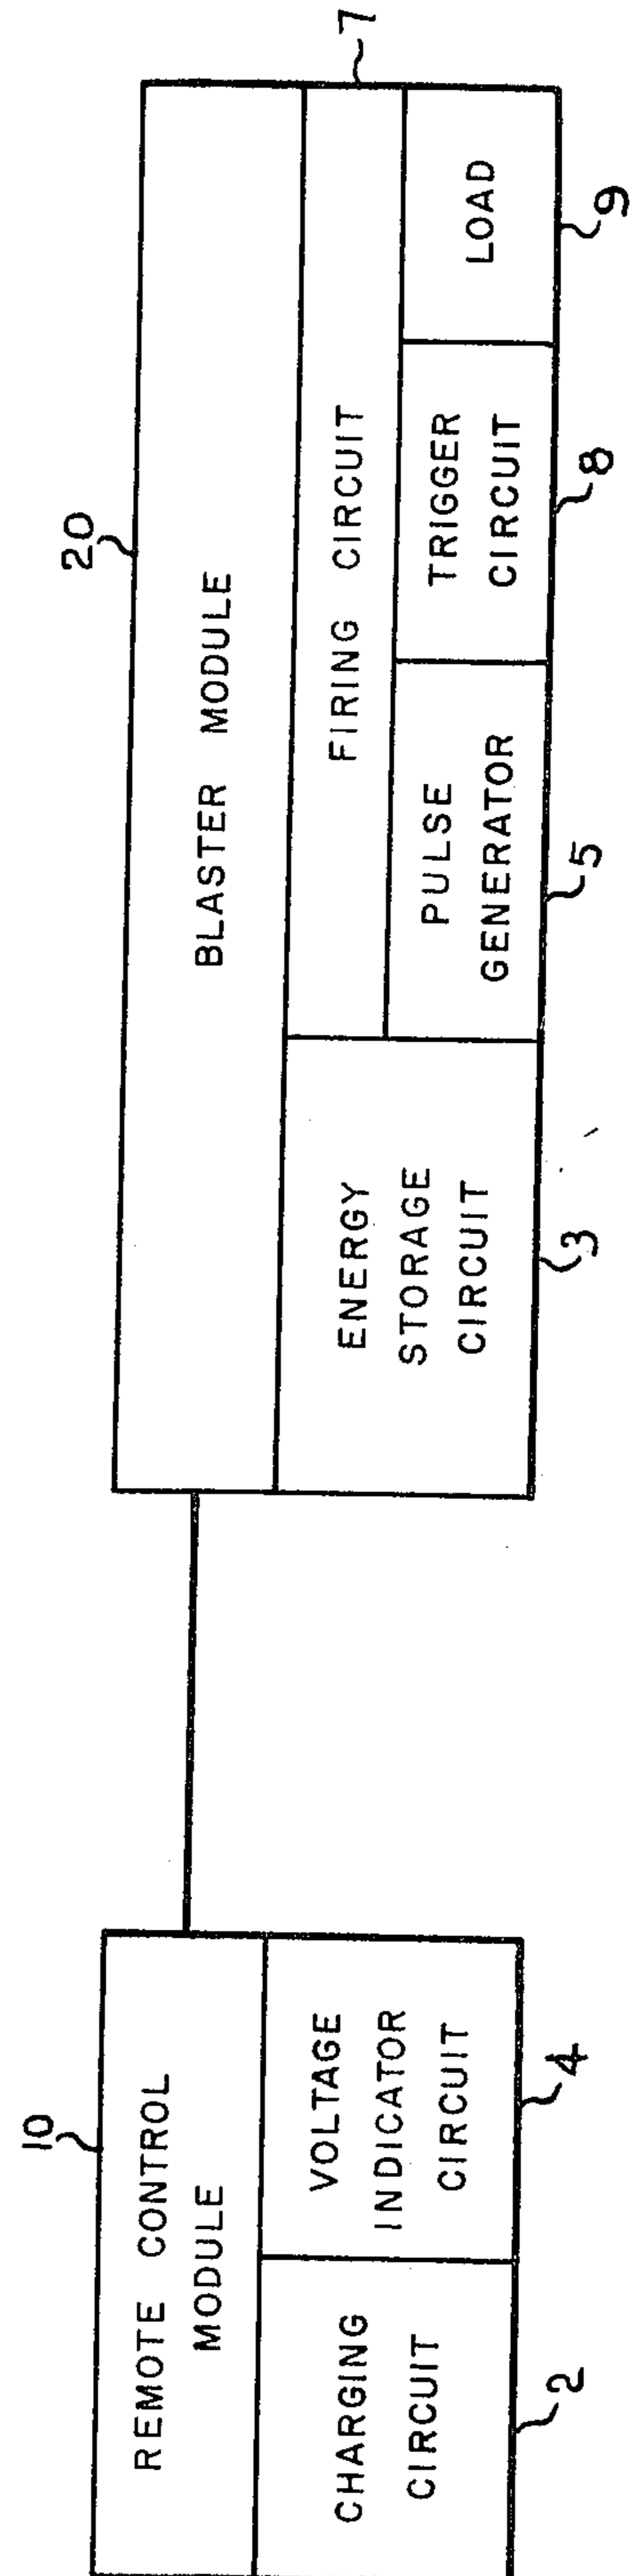 10
REMOTE CONTROL
MODULE
CHARGING
CIRCUIT
2
VOLTAGE
INDICATOR
CIRCUIT
4
20
BLASTER MODULE
ENERGY
STORAGE
CIRCUIT
3
FIRING CIRCUIT
7
PULSE
GENERATOR
5
TRIGGER
CIRCUIT
8
LOAD
9